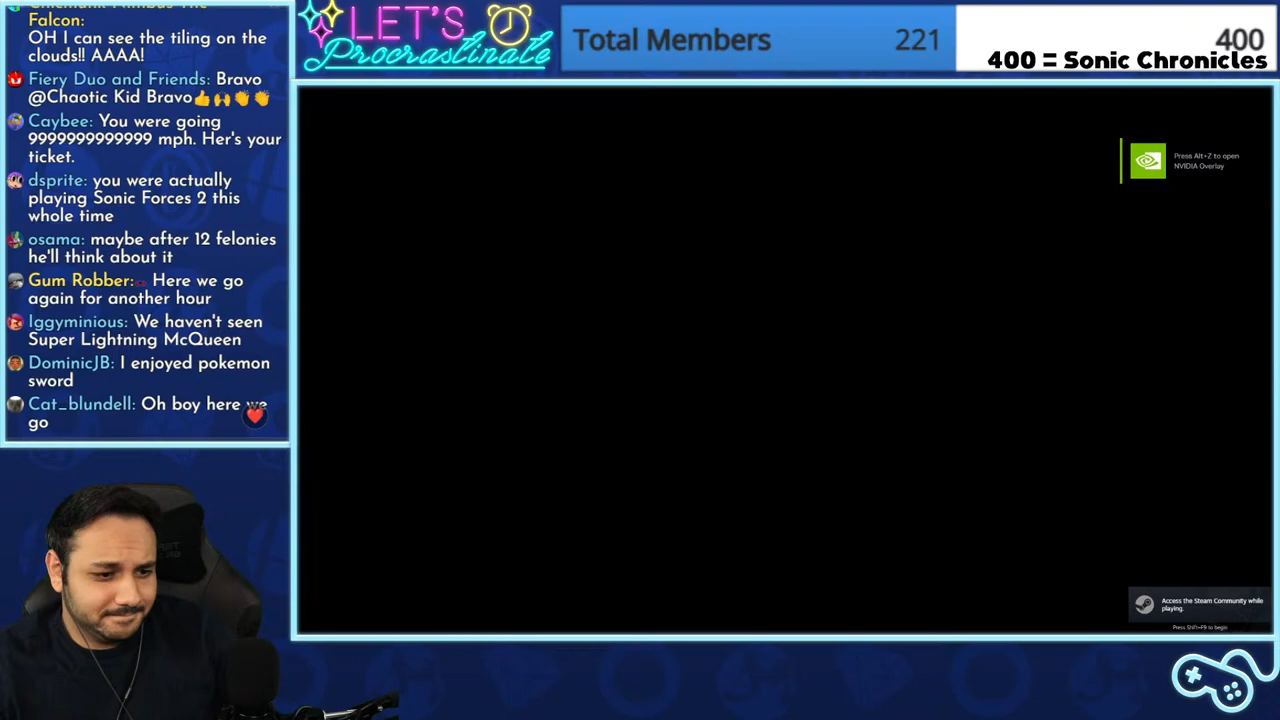 Falcon:
OH I can see the tiling on the
clouds!! AAAA!
Fiery Duo and Friends: Bravo
@Chaotic Kid Bravo👍🙌👏👏
Caybee: You were going
9999999999999 mph. Her's your
ticket.
dsprite: you were actually
playing Sonic Forces 2 this
whole time
osama: maybe after 12 felonies
he'll think about it
Gum Robber: Here we go
again for another hour
Iggyminious: We haven't seen
Super Lightning McQueen
DominicJB: I enjoyed pokemon
sword
Cat_blundell: Oh boy here we
go
LET'S
Procrastinate
Total Members 221 400
400 = Sonic Chronicles
Press Alt+Z to open
NVIDIA Overlay
Access the Steam Community while
playing.
Press Shift+F9 to begin